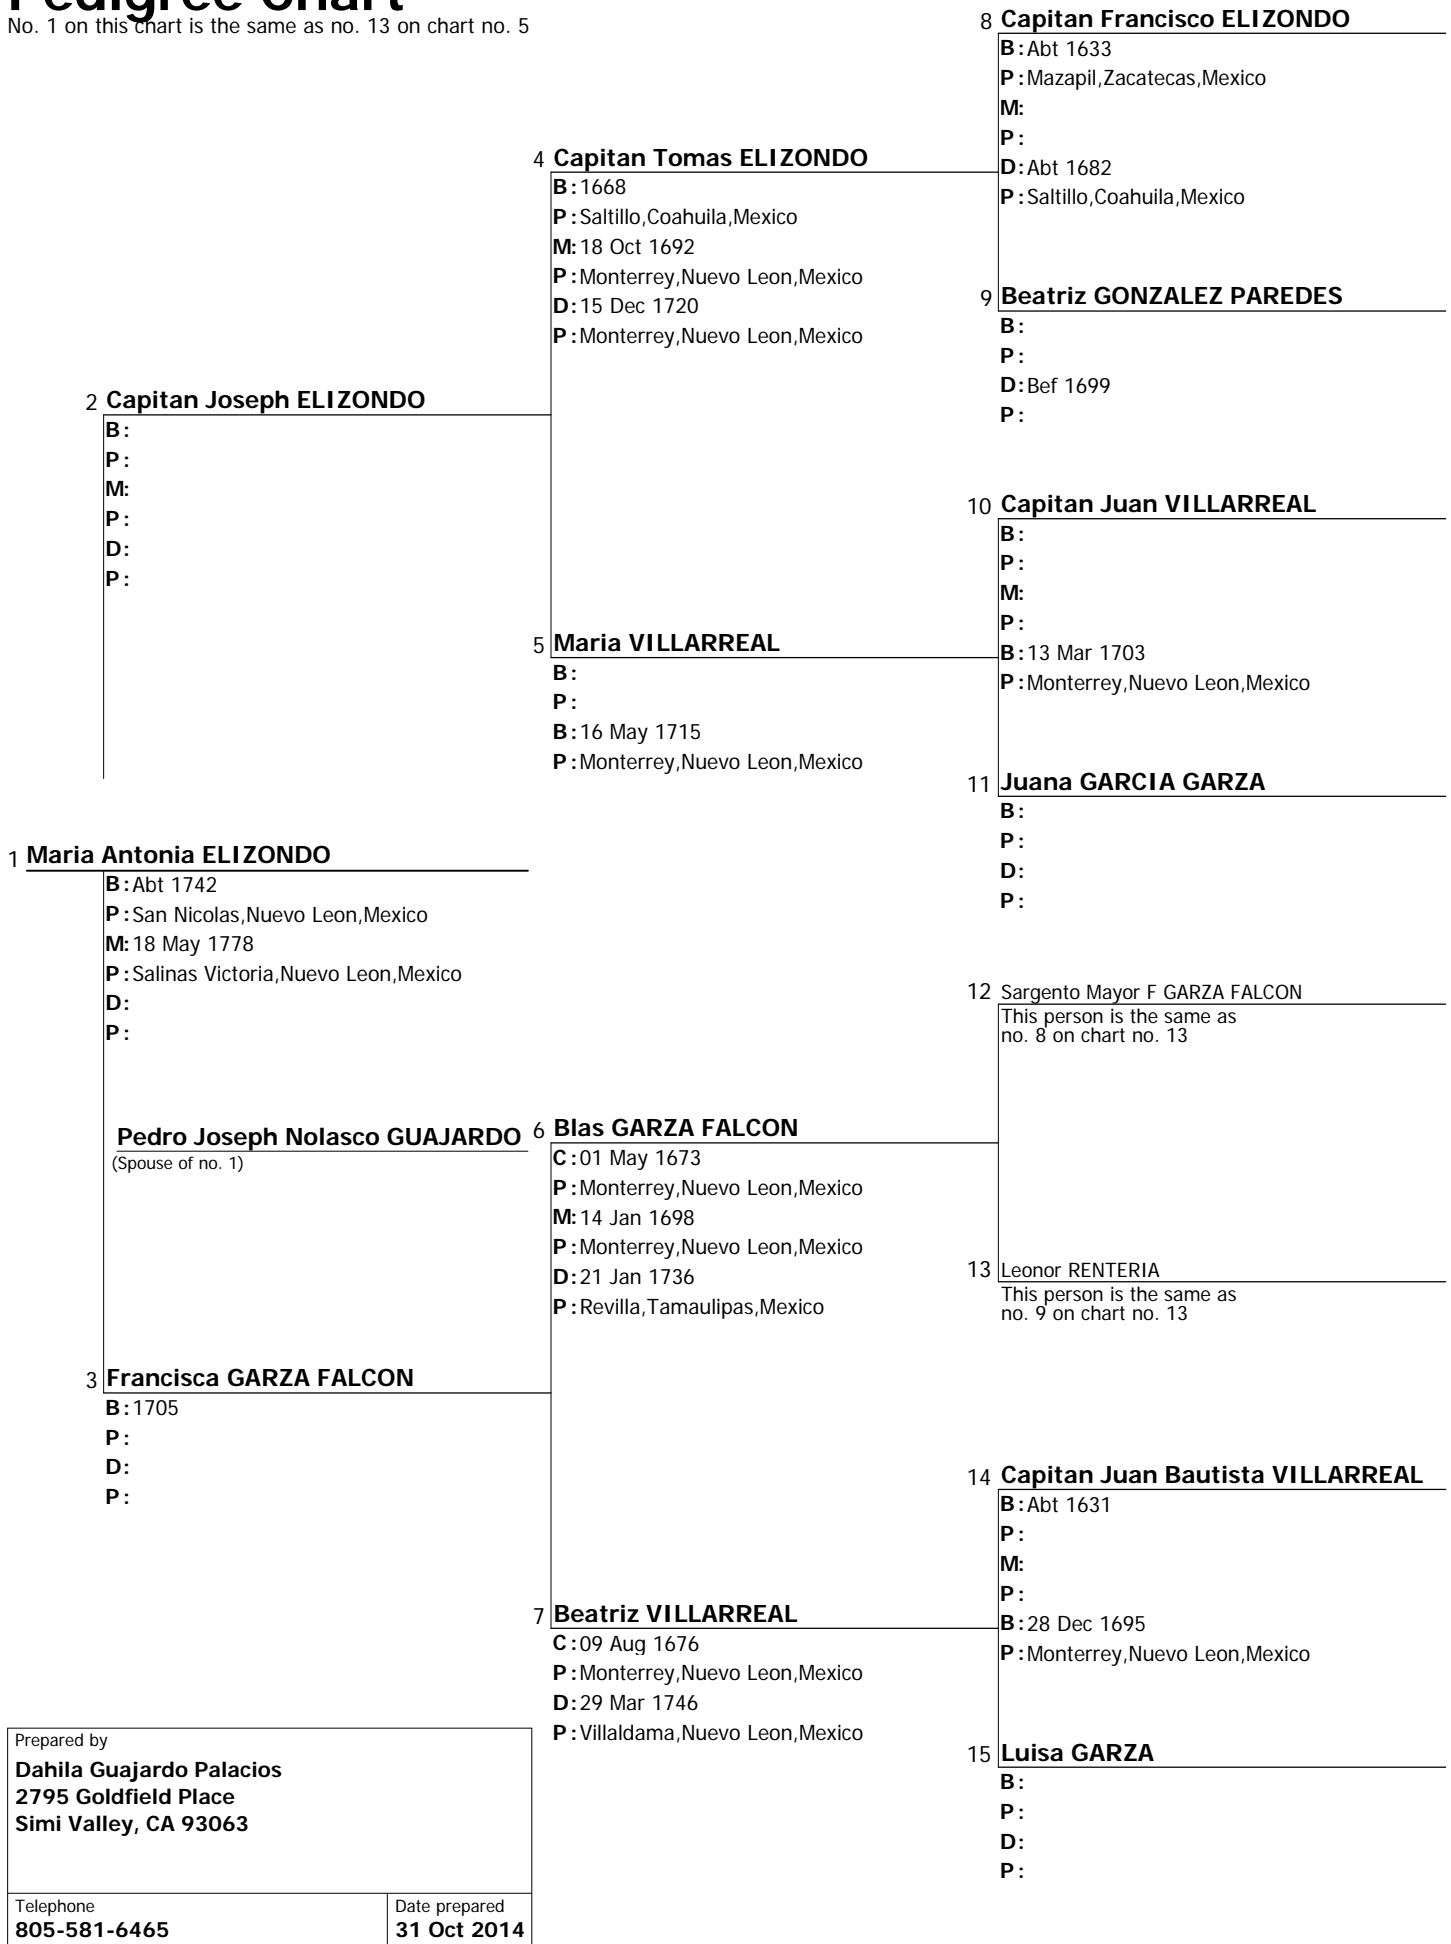 Pedigree Chart
No. 1 on this chart is the same as no. 13 on chart no. 5
8 Capitan Francisco ELIZONDO
B: Abt 1633
P: Mazapil,Zacatecas,Mexico
M:
P:
D: Abt 1682
P: Saltillo,Coahuila,Mexico
4 Capitan Tomas ELIZONDO
B: 1668
P: Saltillo,Coahuila,Mexico
M: 18 Oct 1692
P: Monterrey,Nuevo Leon,Mexico
D: 15 Dec 1720
P: Monterrey,Nuevo Leon,Mexico
9 Beatriz GONZALEZ PAREDES
B:
P:
D: Bef 1699
P:
2 Capitan Joseph ELIZONDO
B:
P:
M:
P:
D:
P:
10 Capitan Juan VILLARREAL
B:
P:
M:
P:
B: 13 Mar 1703
P: Monterrey,Nuevo Leon,Mexico
5 Maria VILLARREAL
B:
P:
B: 16 May 1715
P: Monterrey,Nuevo Leon,Mexico
11 Juana GARCIA GARZA
B:
P:
D:
P:
1 Maria Antonia ELIZONDO
B: Abt 1742
P: San Nicolas,Nuevo Leon,Mexico
M: 18 May 1778
P: Salinas Victoria,Nuevo Leon,Mexico
D:
P:
12 Sargento Mayor F GARZA FALCON
This person is the same as
no. 8 on chart no. 13
Pedro Joseph Nolasco GUAJARDO
(Spouse of no. 1)
6 Blas GARZA FALCON
C: 01 May 1673
P: Monterrey,Nuevo Leon,Mexico
M: 14 Jan 1698
P: Monterrey,Nuevo Leon,Mexico
D: 21 Jan 1736
P: Revilla,Tamaulipas,Mexico
13 Leonor RENTERIA
This person is the same as
no. 9 on chart no. 13
3 Francisca GARZA FALCON
B: 1705
P:
D:
P:
14 Capitan Juan Bautista VILLARREAL
B: Abt 1631
P:
M:
P:
B: 28 Dec 1695
P: Monterrey,Nuevo Leon,Mexico
7 Beatriz VILLARREAL
C: 09 Aug 1676
P: Monterrey,Nuevo Leon,Mexico
D: 29 Mar 1746
P: Villaldama,Nuevo Leon,Mexico
15 Luisa GARZA
B:
P:
D:
P:
Prepared by
Dahila Guajardo Palacios
2795 Goldfield Place
Simi Valley, CA 93063
Telephone
805-581-6465
Date prepared
31 Oct 2014